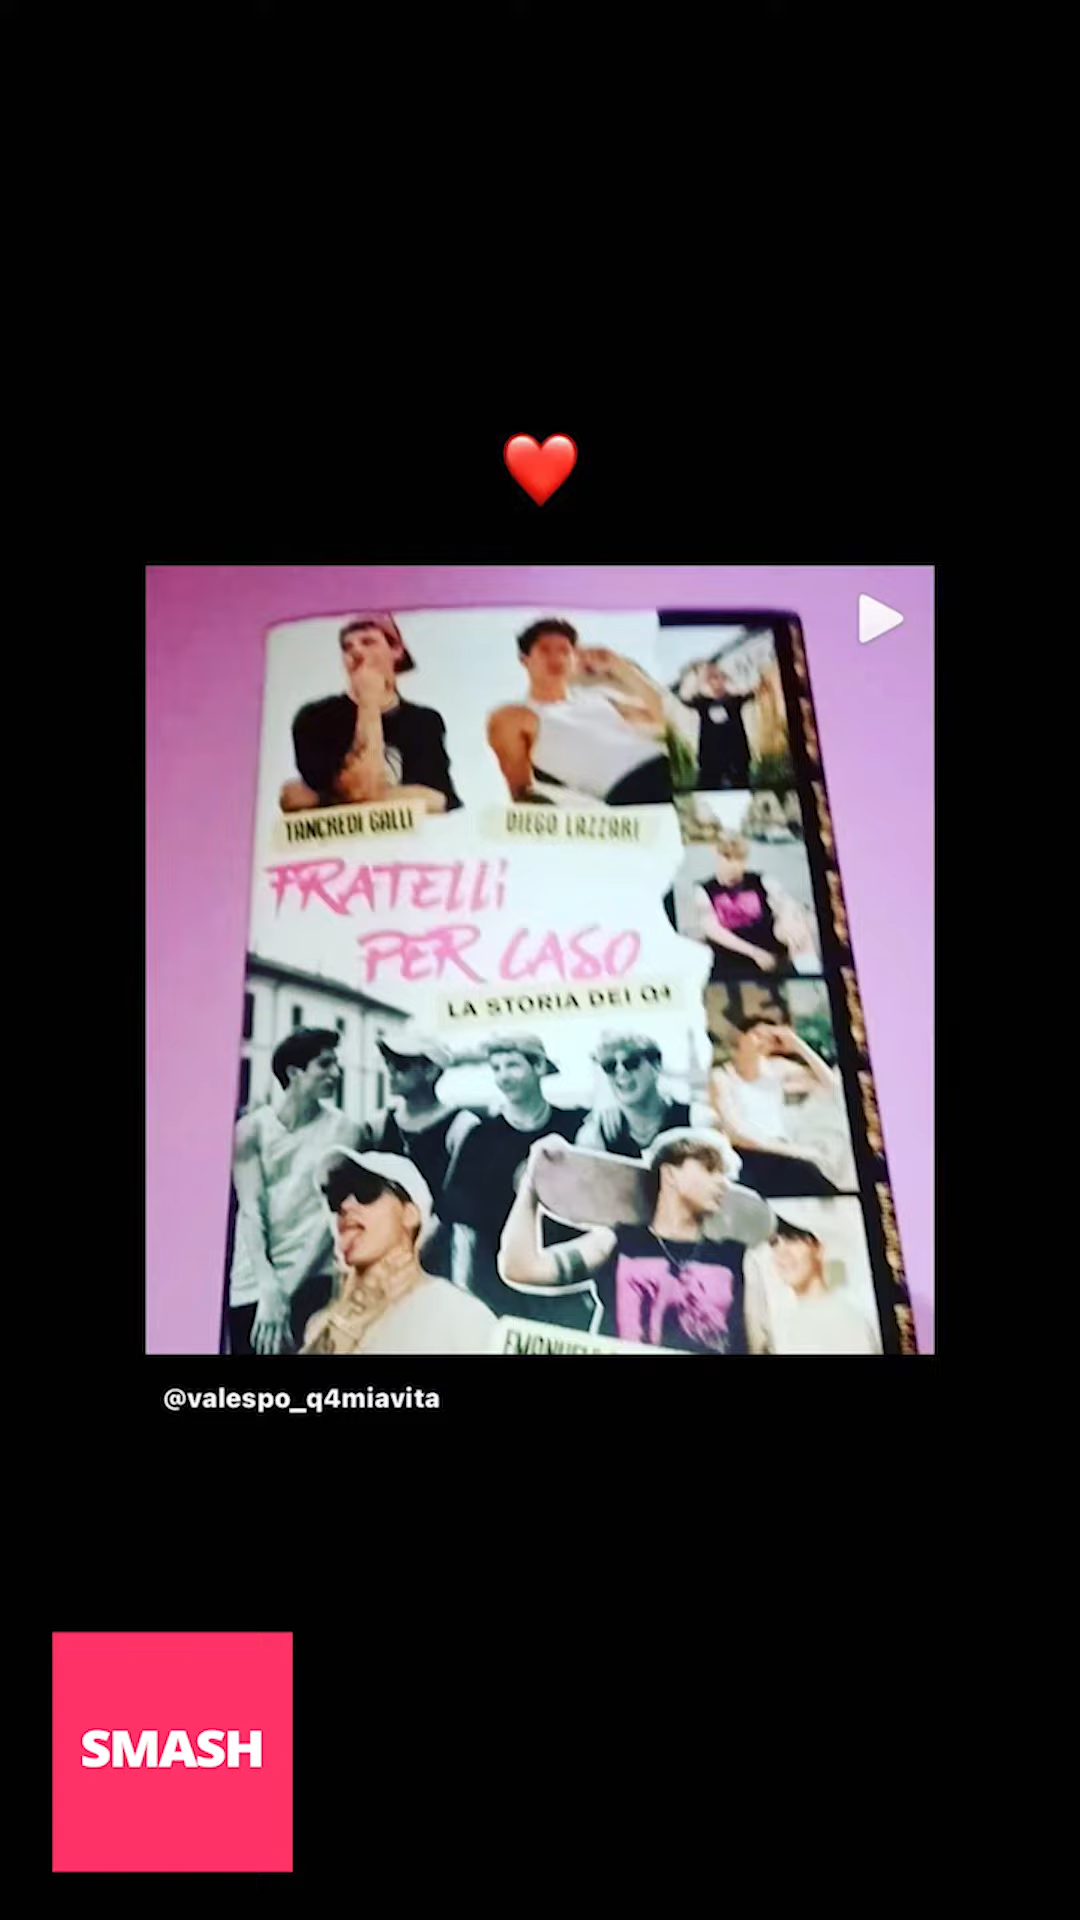 TANCREDI GALLI
DIEGO LAZZARI
FRATELLi
PER CASO
LA STORIA DEI Q4
@valespo_q4miavita
SMASH